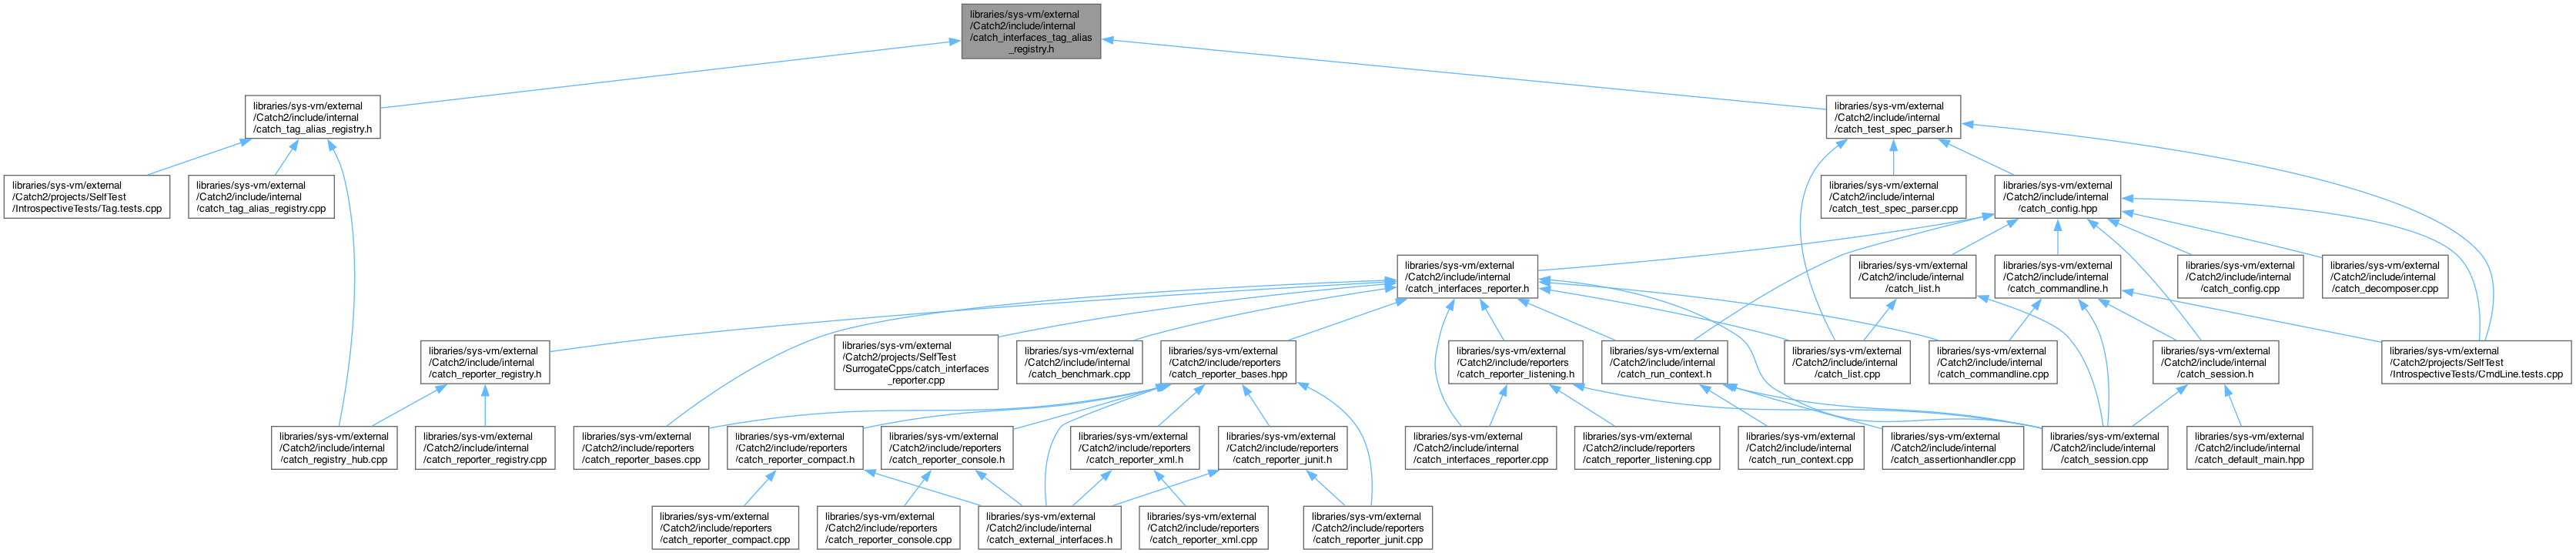 libraries/sys-vm/external
/Catch2/include/internal
/catch_interfaces_tag_alias
_registry.h
libraries/sys-vm/external
/Catch2/include/internal
/catch_tag_alias_registry.h
libraries/sys-vm/external
/Catch2/include/internal
/catch_test_spec_parser.h
libraries/sys-vm/external
/Catch2/projects/SelfTest
/IntrospectiveTests/Tag.tests.cpp
libraries/sys-vm/external
/Catch2/include/internal
/catch_tag_alias_registry.cpp
libraries/sys-vm/external
/Catch2/include/internal
/catch_test_spec_parser.cpp
libraries/sys-vm/external
/Catch2/include/internal
/catch_config.hpp
libraries/sys-vm/external
/Catch2/include/internal
/catch_interfaces_reporter.h
libraries/sys-vm/external
/Catch2/include/internal
/catch_list.h
libraries/sys-vm/external
/Catch2/include/internal
/catch_commandline.h
libraries/sys-vm/external
/Catch2/include/internal
/catch_config.cpp
libraries/sys-vm/external
/Catch2/include/internal
/catch_decomposer.cpp
libraries/sys-vm/external
/Catch2/include/internal
/catch_reporter_registry.h
libraries/sys-vm/external
/Catch2/projects/SelfTest
/SurrogateCpps/catch_interfaces
_reporter.cpp
libraries/sys-vm/external
/Catch2/include/internal
/catch_benchmark.cpp
libraries/sys-vm/external
/Catch2/include/reporters
/catch_reporter_bases.hpp
libraries/sys-vm/external
/Catch2/include/reporters
/catch_reporter_listening.h
libraries/sys-vm/external
/Catch2/include/internal
/catch_run_context.h
libraries/sys-vm/external
/Catch2/include/internal
/catch_list.cpp
libraries/sys-vm/external
/Catch2/include/internal
/catch_commandline.cpp
libraries/sys-vm/external
/Catch2/include/internal
/catch_session.h
libraries/sys-vm/external
/Catch2/projects/SelfTest
/IntrospectiveTests/CmdLine.tests.cpp
libraries/sys-vm/external
/Catch2/include/internal
/catch_registry_hub.cpp
libraries/sys-vm/external
/Catch2/include/internal
/catch_reporter_registry.cpp
libraries/sys-vm/external
/Catch2/include/reporters
/catch_reporter_bases.cpp
libraries/sys-vm/external
/Catch2/include/reporters
/catch_reporter_compact.h
libraries/sys-vm/external
/Catch2/include/reporters
/catch_reporter_console.h
libraries/sys-vm/external
/Catch2/include/reporters
/catch_reporter_xml.h
libraries/sys-vm/external
/Catch2/include/reporters
/catch_reporter_junit.h
libraries/sys-vm/external
/Catch2/include/internal
/catch_interfaces_reporter.cpp
libraries/sys-vm/external
/Catch2/include/reporters
/catch_reporter_listening.cpp
libraries/sys-vm/external
/Catch2/include/internal
/catch_run_context.cpp
libraries/sys-vm/external
/Catch2/include/internal
/catch_assertionhandler.cpp
libraries/sys-vm/external
/Catch2/include/internal
/catch_session.cpp
libraries/sys-vm/external
/Catch2/include/internal
/catch_default_main.hpp
libraries/sys-vm/external
/Catch2/include/reporters
/catch_reporter_compact.cpp
libraries/sys-vm/external
/Catch2/include/reporters
/catch_reporter_console.cpp
libraries/sys-vm/external
/Catch2/include/internal
/catch_external_interfaces.h
libraries/sys-vm/external
/Catch2/include/reporters
/catch_reporter_xml.cpp
libraries/sys-vm/external
/Catch2/include/reporters
/catch_reporter_junit.cpp